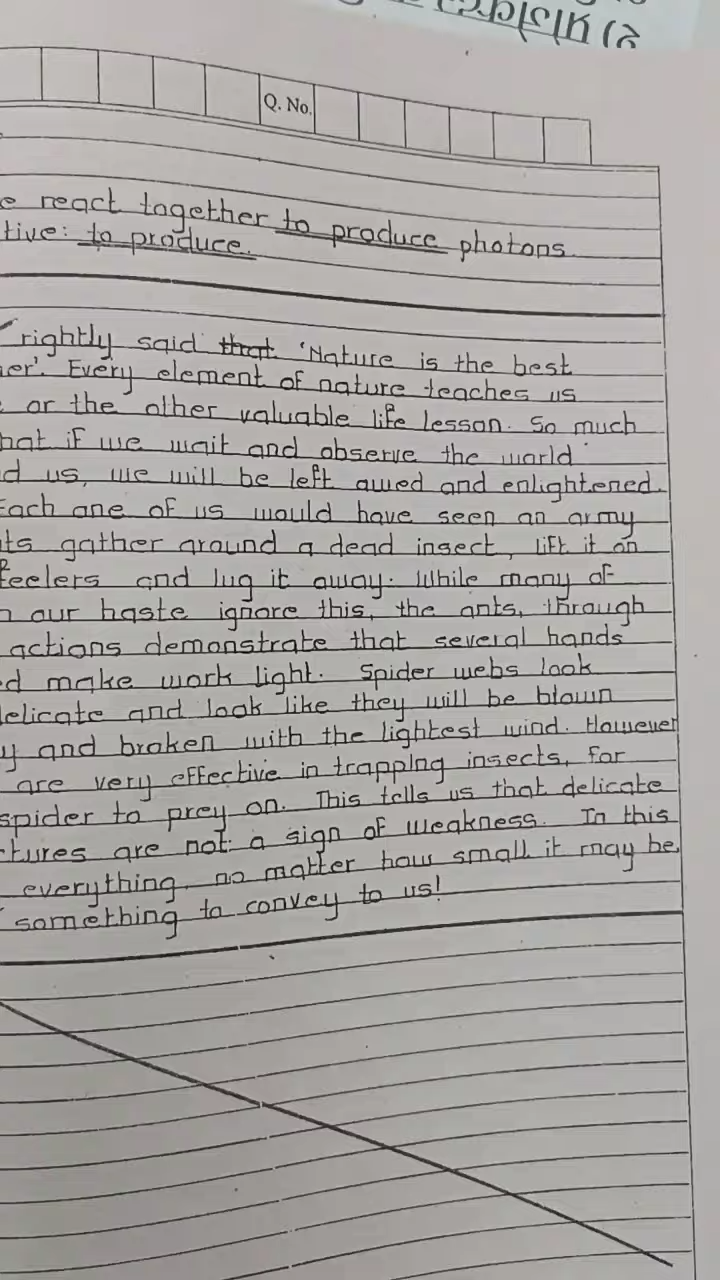 Q. No.
e react together to produce photons.
tive: to produce.
rightly said that 'Nature is the best
er'. Every element of nature teaches us
or the other valuable life lesson. So much
hat if we wait and observe the world
d us, we will be left awed and enlightened.
Each one of us would have seen an army
ts gather around a dead insect, lift it on
feelers and lug it away. While many of
n our haste ignore this, the ants, through
actions demonstrate that several hands
d make work light. Spider webs look
delicate and look like they will be blown
y and broken with the lightest wind. However
are very effective in trapping insects, for
spider to prey on. This tells us that delicate
ctures are not a sign of weakness. In this
everything, no matter how small it may be,
something to convey to us!